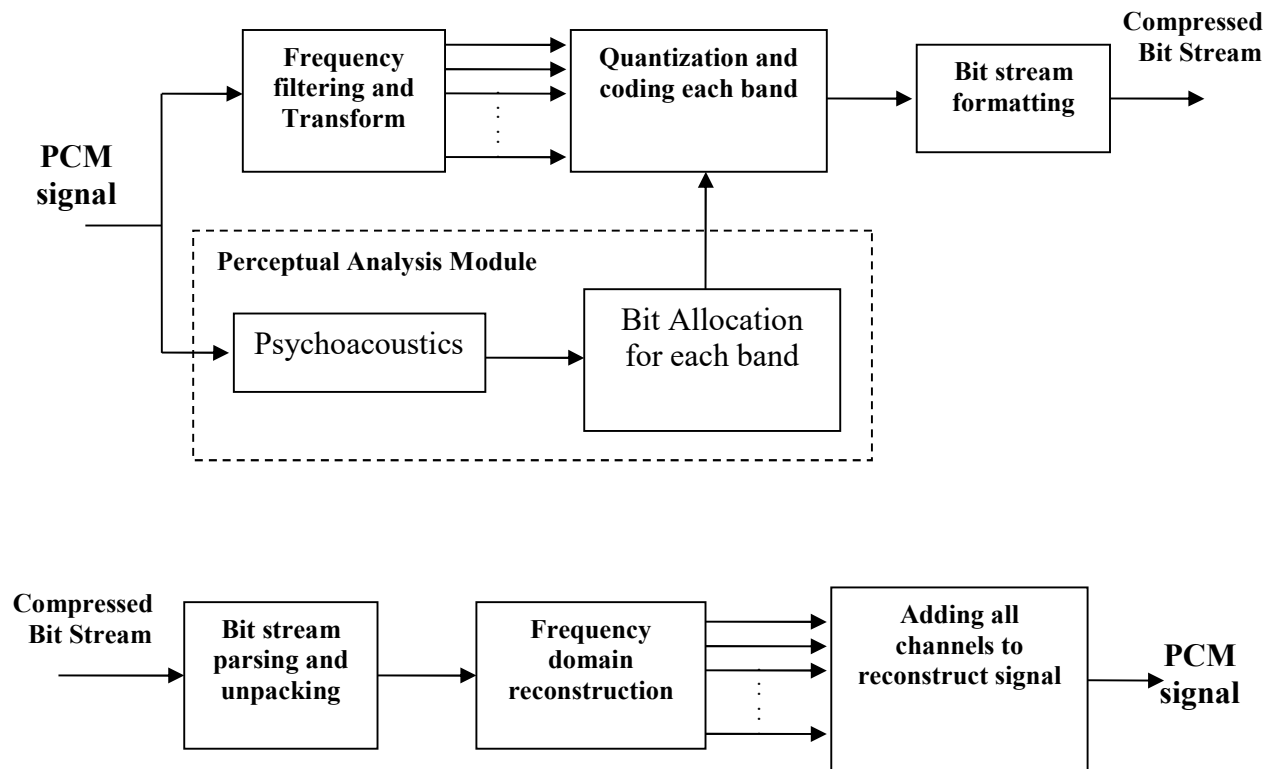 Frequency
filtering and
Transform
Quantization and
coding each band
Bit stream
formatting
Compressed
Bit Stream
PCM
signal
Perceptual Analysis Module
Psychoacoustics
Bit Allocation
for each band
Compressed
Bit Stream
Bit stream
parsing and
unpacking
Frequency
domain
reconstruction
Adding all
channels to
reconstruct signal
PCM
signal